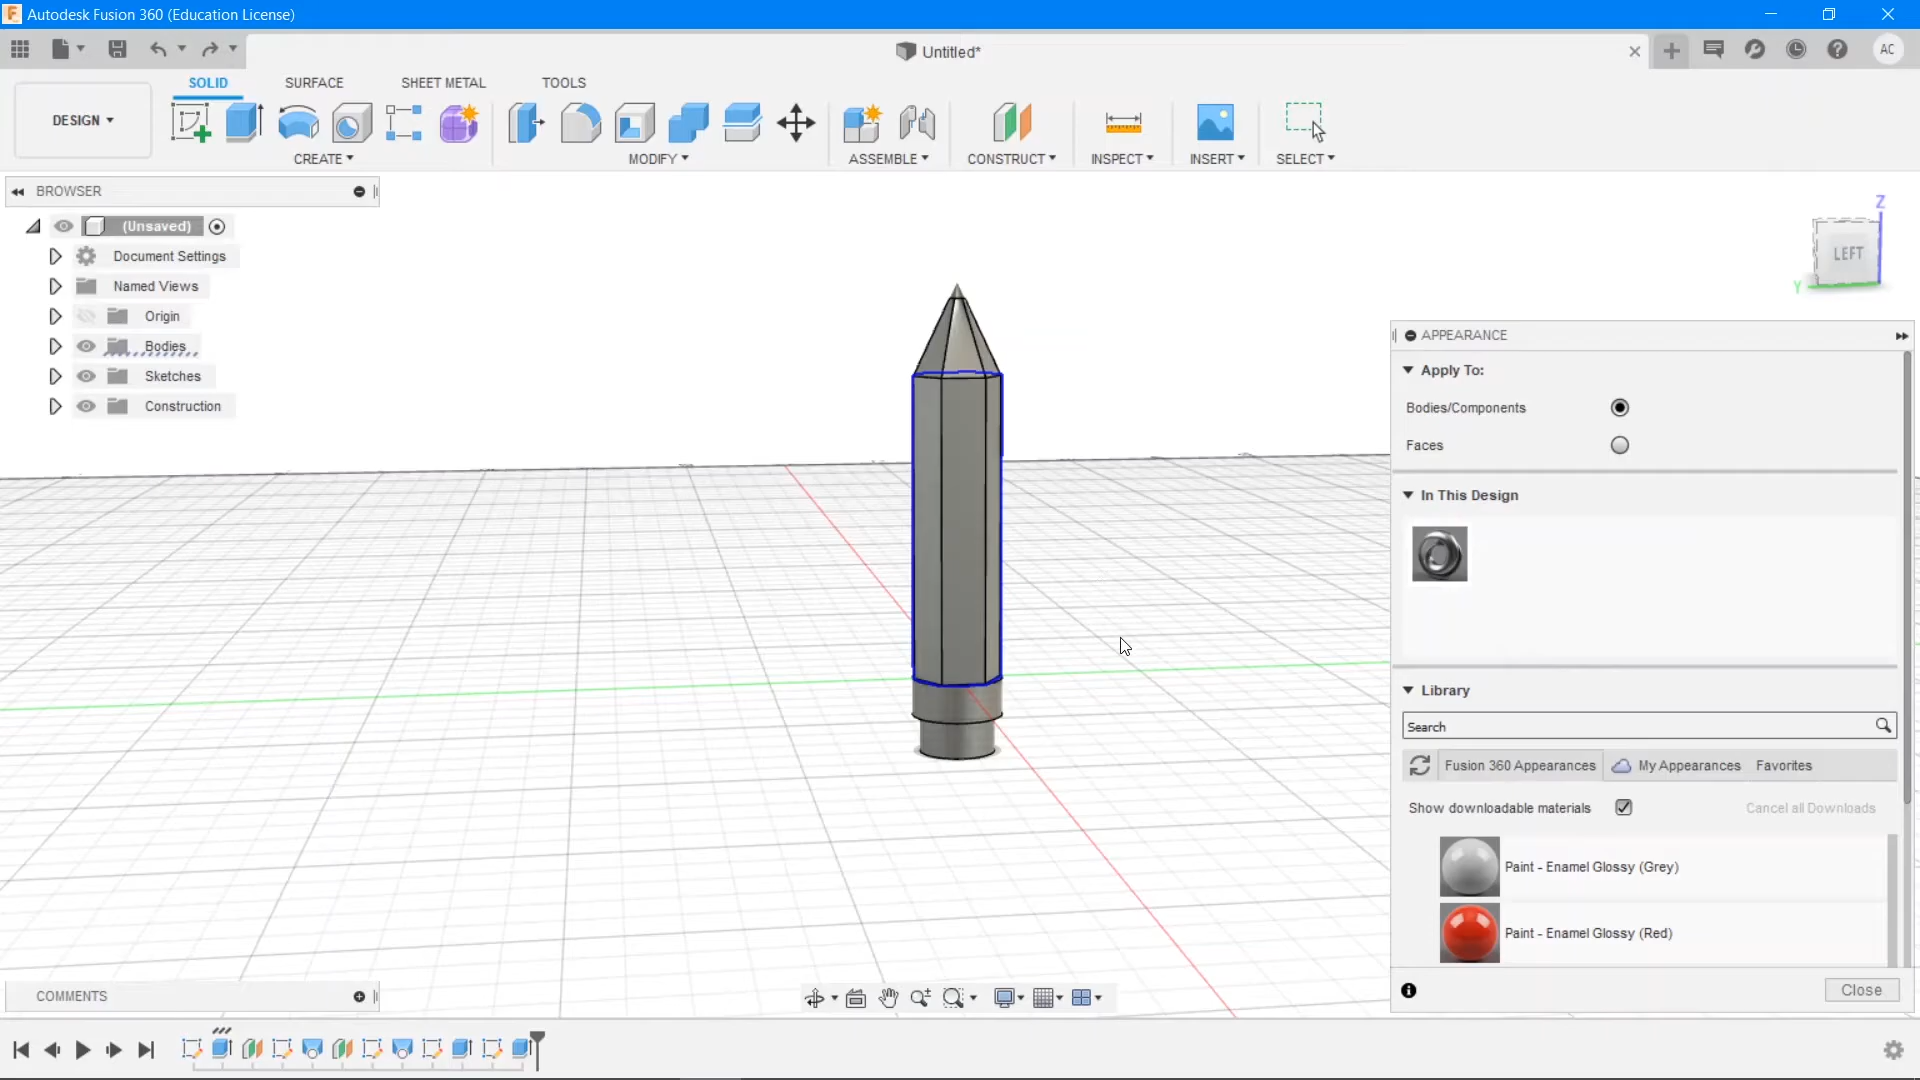 Autodesk Fusion 360 (Education License)
Untitled*
AC
DESIGN
SOLID
SURFACE
SHEET METAL
TOOLS
CREATE
MODIFY
ASSEMBLE
CONSTRUCT
INSPECT
INSERT
SELECT
BROWSER
(Unsaved)
Document Settings
Named Views
Origin
Bodies
Sketches
Construction
Z
LEFT
Y
APPEARANCE
Apply To:
Bodies/Components
Faces
In This Design
Library
Search
Fusion 360 Appearances
My Appearances
Favorites
Show downloadable materials
Cancel all Downloads
Paint - Enamel Glossy (Grey)
Paint - Enamel Glossy (Red)
Close
COMMENTS